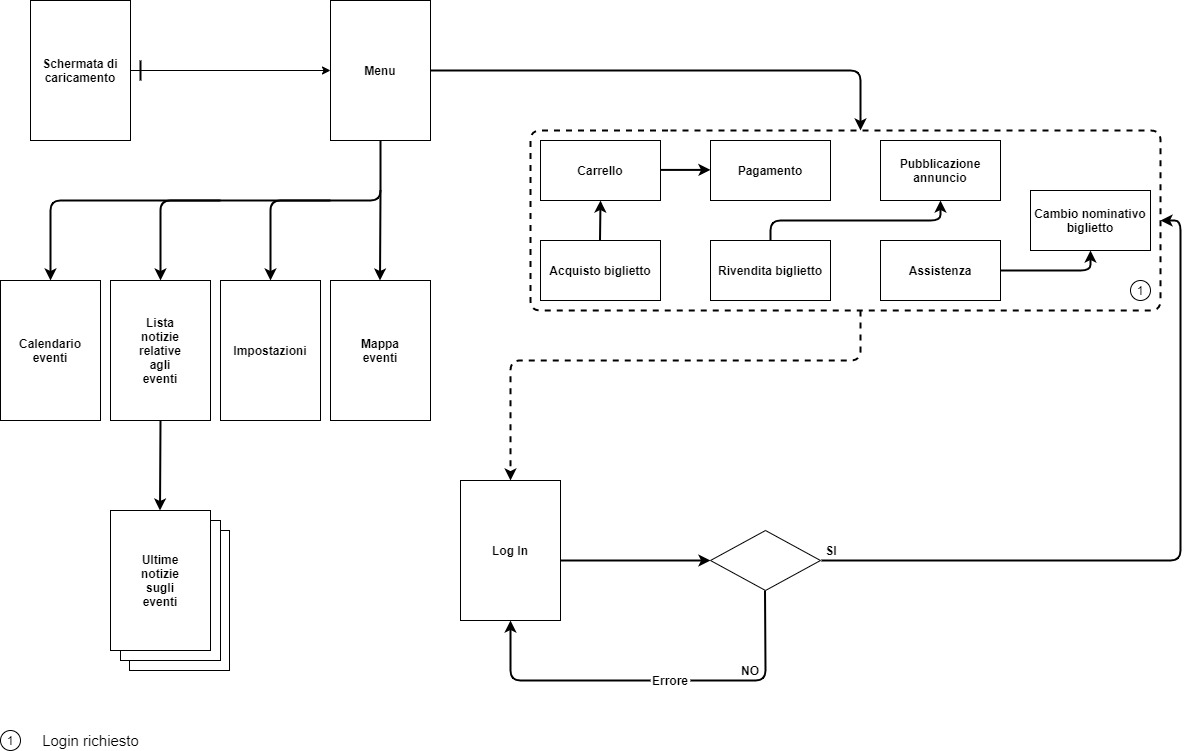 Schermata di
caricamento
Menu
Carrello
Pagamento
Pubblicazione
annuncio
Cambio nominativo
biglietto
Acquisto biglietto
Rivendita biglietto
Assistenza
1
Calendario
eventi
Lista
notizie
relative
agli
eventi
Impostazioni
Mappa
eventi
Ultime
notizie
sugli
eventi
Log In
SI
NO
Errore
1 Login richiesto